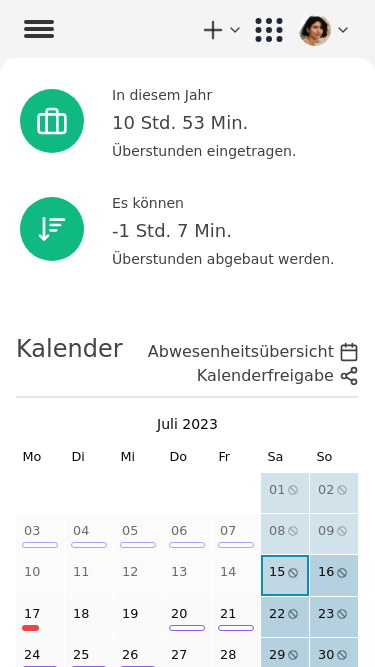 In diesem Jahr
10 Std. 53 Min.
Überstunden eingetragen.
Es können
-1 Std. 7 Min.
Überstunden abgebaut werden.
Kalender
Abwesenheitsübersicht
Kalenderfreigabe
Juli 2023
Mo Di Mi Do Fr Sa So
01 02
03 04 05 06 07 08 09
10 11 12 13 14 15 16
17 18 19 20 21 22 23
24 25 26 27 28 29 30